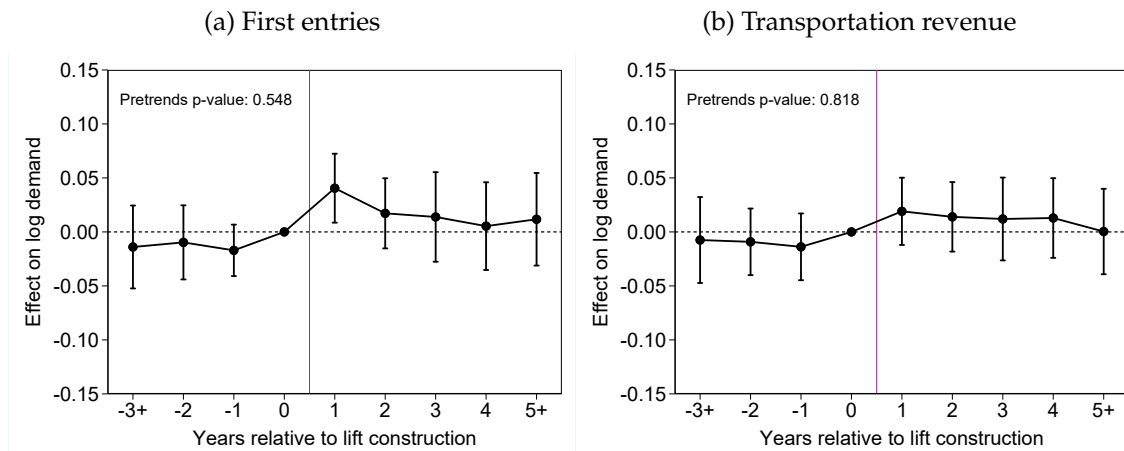 (a) First entries
0.15
Pretrends p-value: 0.548
0.10
0.05
0.00
-0.05
-0.10
-0.15
Effect on log demand
-3+ -2 -1 0 1 2 3 4 5+
Years relative to lift construction
(b) Transportation revenue
0.15
Pretrends p-value: 0.818
0.10
0.05
0.00
-0.05
-0.10
-0.15
Effect on log demand
-3+ -2 -1 0 1 2 3 4 5+
Years relative to lift construction